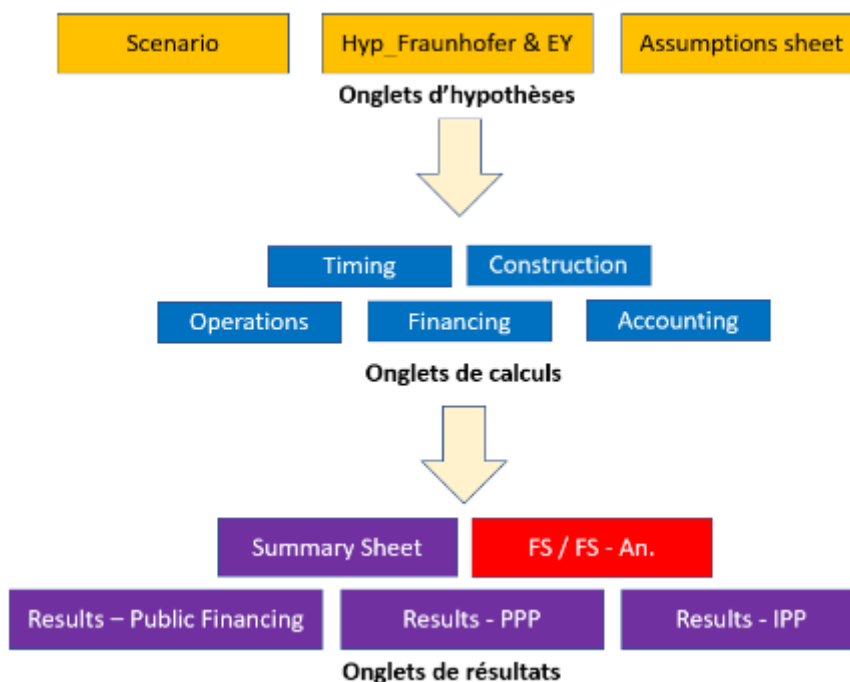 Scenario
Hyp_Fraunhofer & EY
Assumptions sheet
Onglets d'hypothèses
Timing
Construction
Operations
Financing
Accounting
Onglets de calculs
Summary Sheet
FS / FS - An.
Results – Public Financing
Results - PPP
Results - IPP
Onglets de résultats